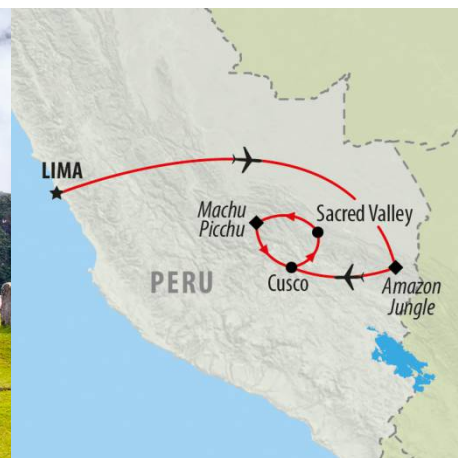 LIMA
Machu
Picchu
Sacred Valley
Cusco
PERU
Amazon
Jungle